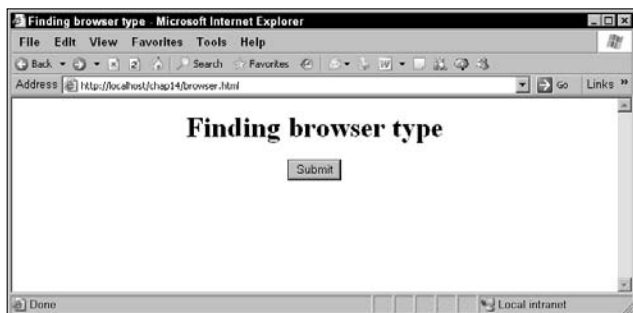 Finding browser type - Microsoft Internet Explorer
File Edit View Favorites Tools Help
Back Search Favorites
Address http://localhost/chap14/browser.html Go Links »
Finding browser type
Submit
Done Local intranet